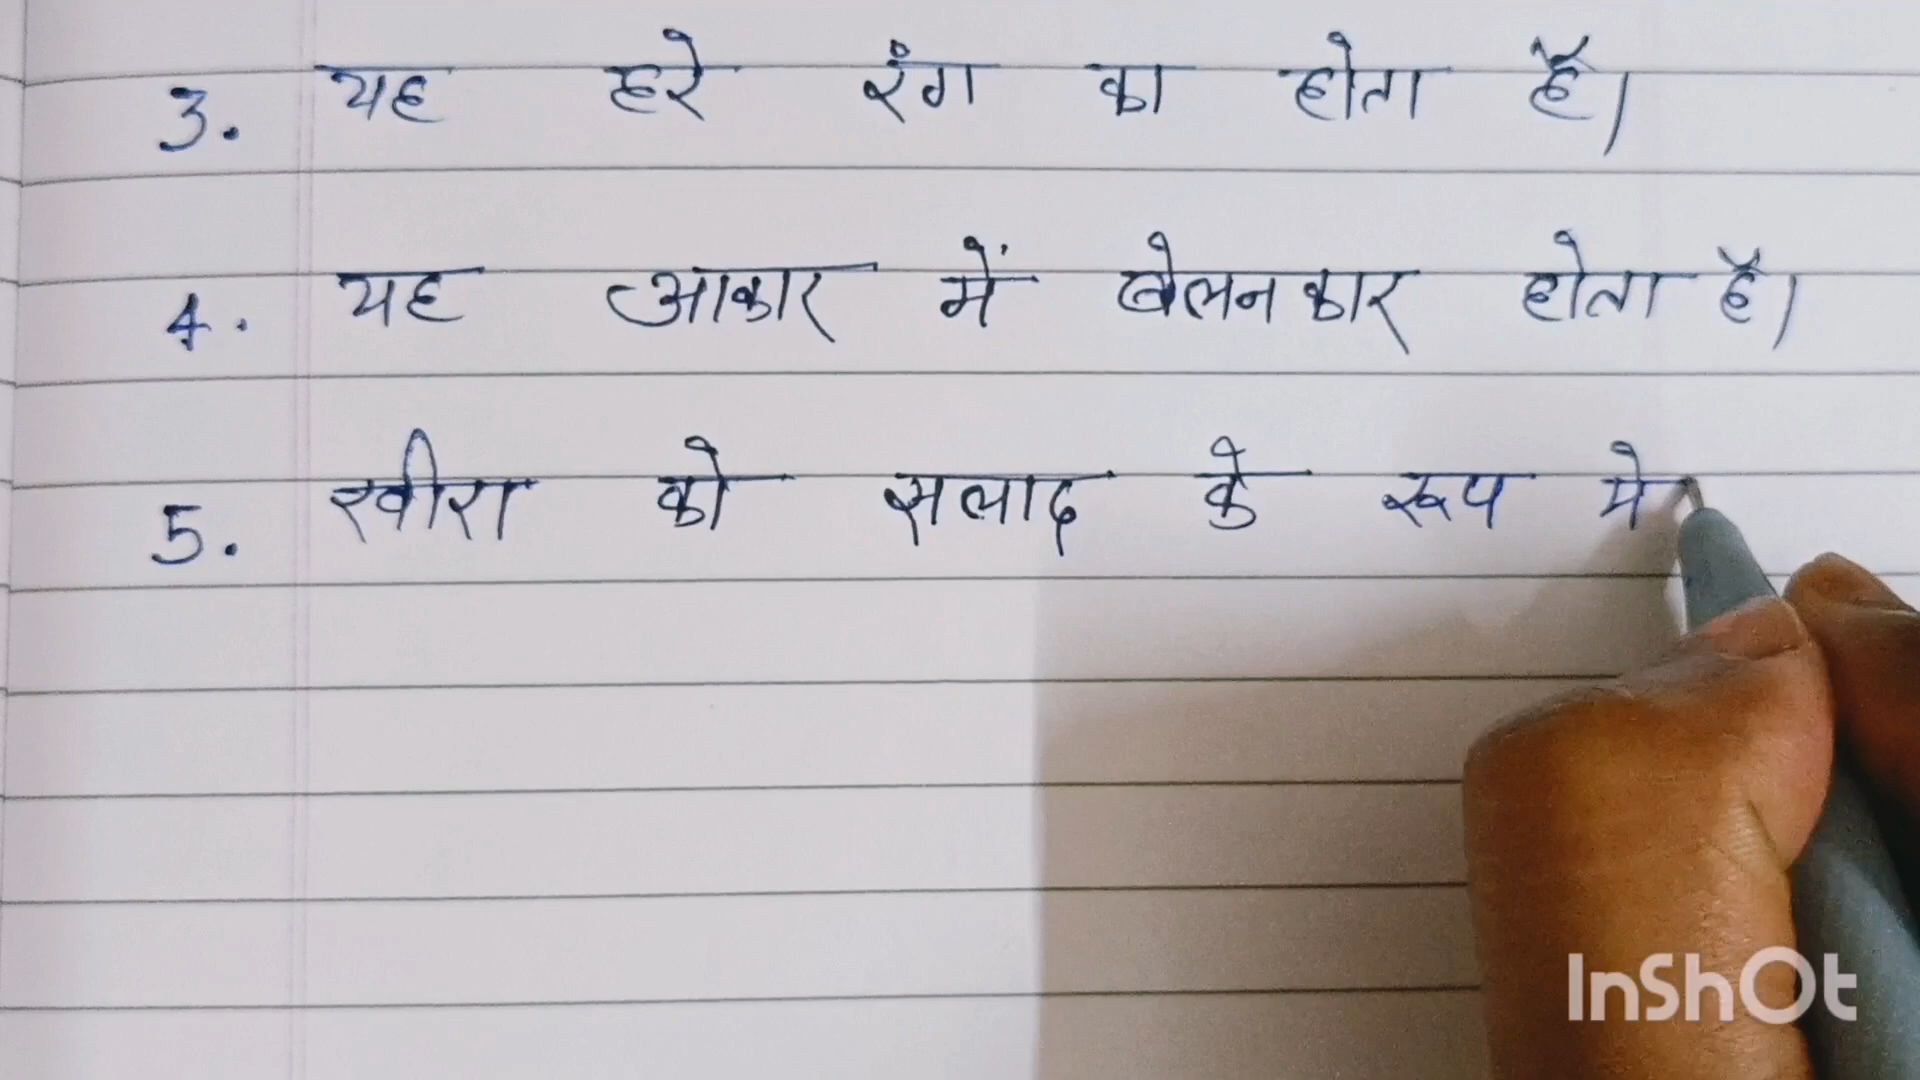 3. यह हरे रंग का होता है।
4. यह आकार में बेलनकार होता है।
5. खीरा को सलाद के रूप मे
InShOt